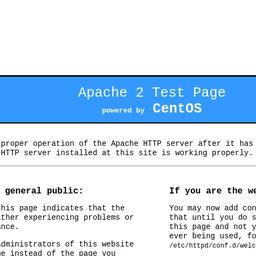 Apache 2 Test Page
powered by CentOS
proper operation of the Apache HTTP server after it has
HTTP server installed at this site is working properly.
general public:
his page indicates that the
ther experiencing problems or
ance.
administrators of this website
e instead of the page you
If you are the we
You may now add con
that until you do s
this page and not y
ever being used, fo
/etc/httpd/conf.d/welc